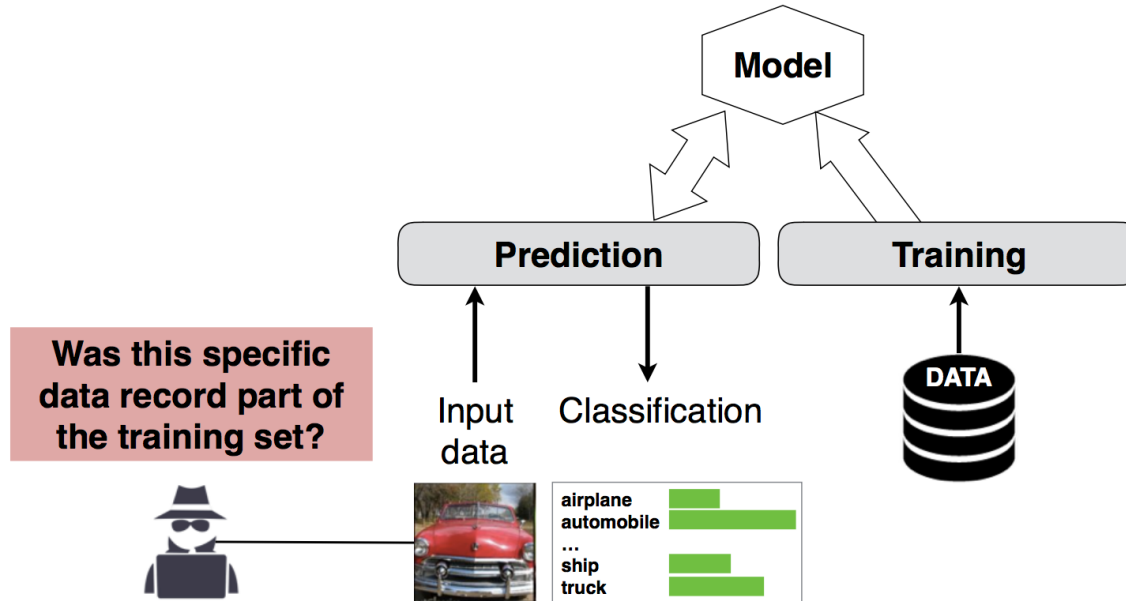 Model
Prediction
Training
Was this specific
data record part of
the training set?
Input
data
Classification
DATA
airplane
automobile
...
ship
truck